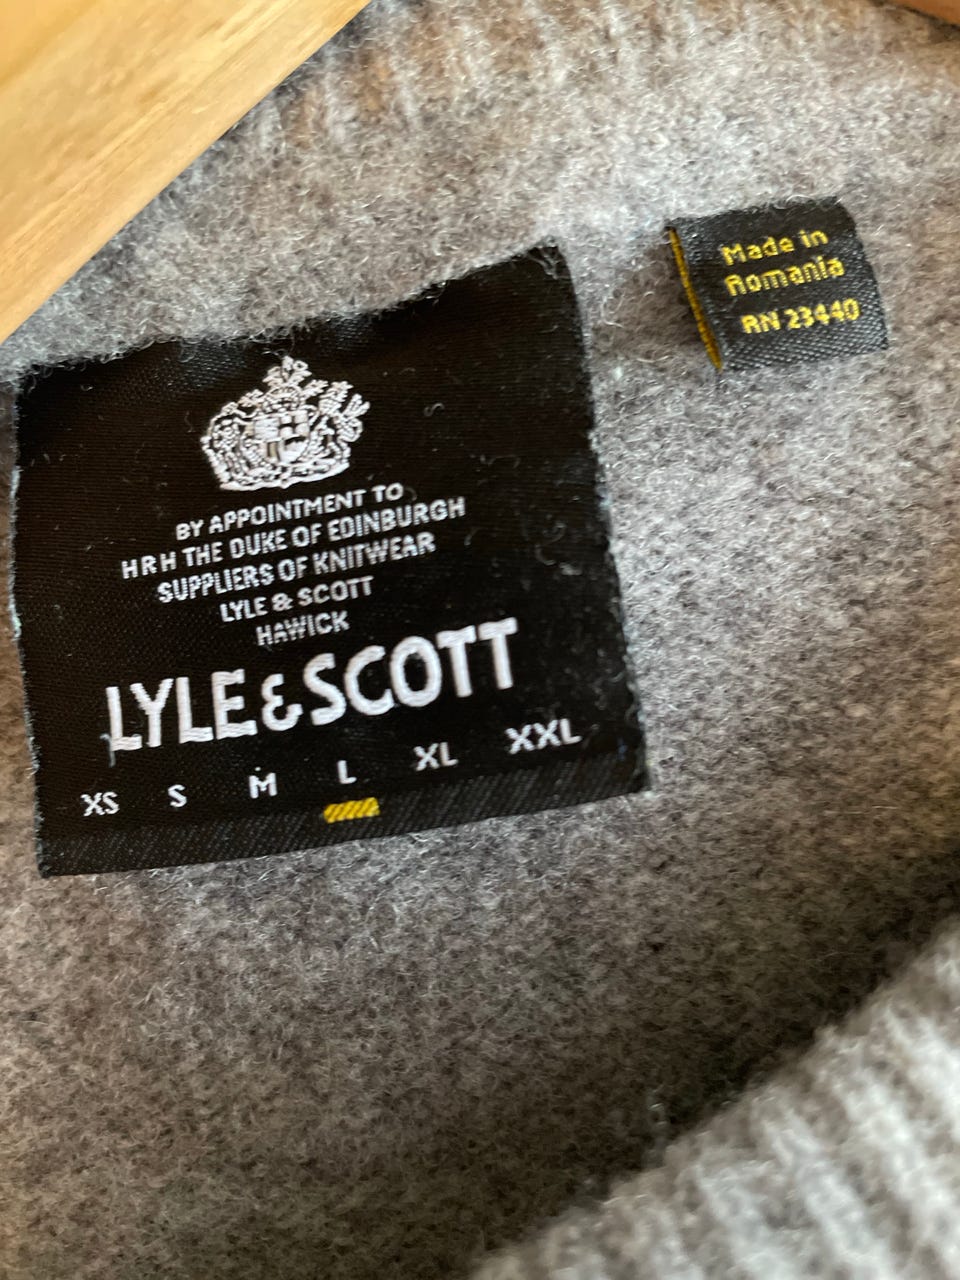 BY APPOINTMENT TO
HRH THE DUKE OF EDINBURGH
SUPPLIERS OF KNITWEAR
LYLE & SCOTT
HAWICK
LYLE & SCOTT
XS S M L XL XXL
Made in
Romania
RN 23440